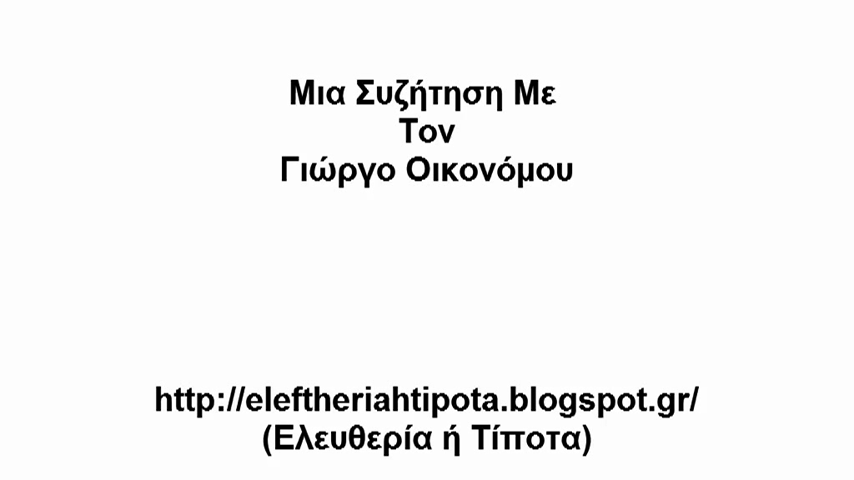 Μια Συζήτηση Με
Τον
Γιώργο Οικονόμου
http://eleftheriahtipota.blogspot.gr/
(Ελευθερία ή Τίποτα)